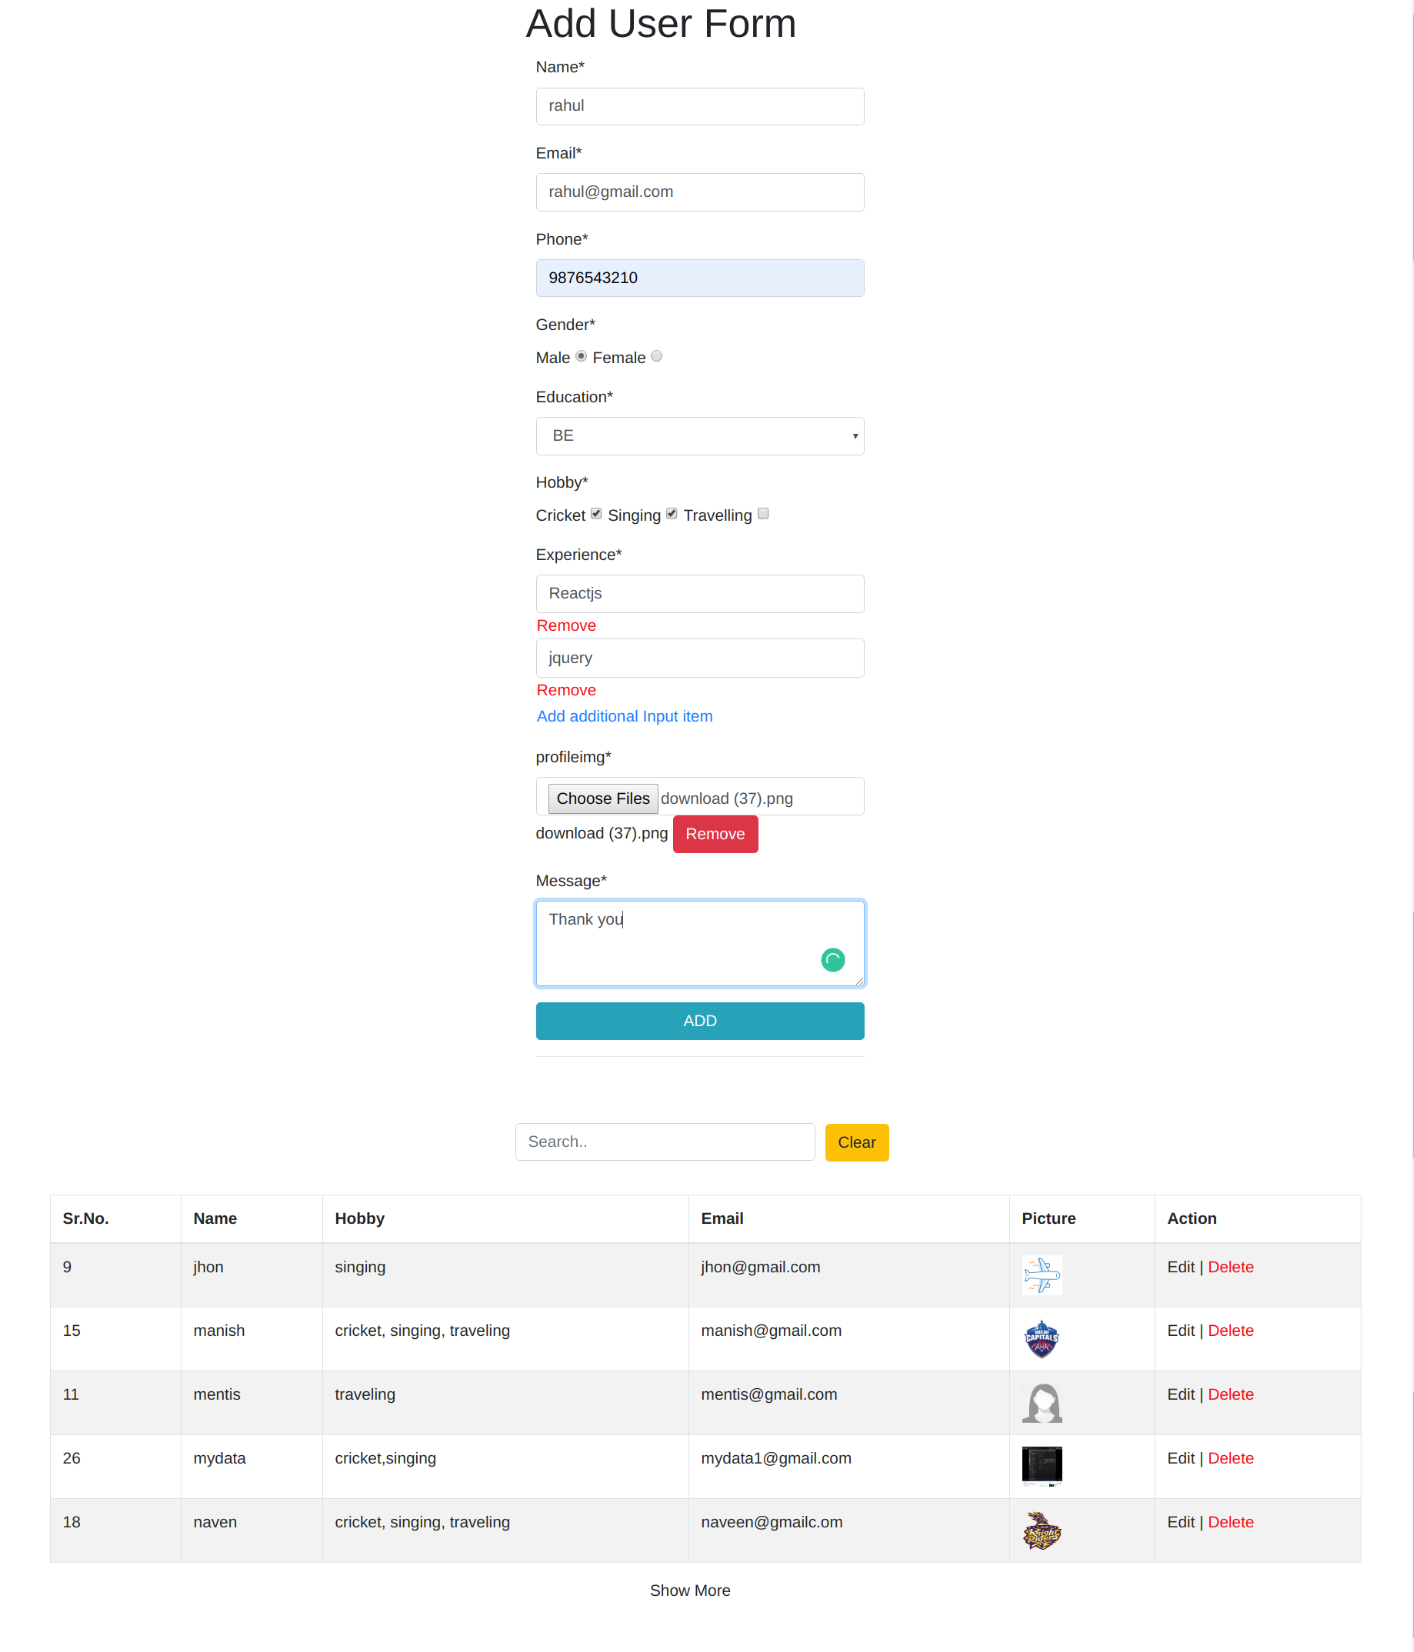 Add User Form
Name*
rahul
Email*
rahul@gmail.com
Phone*
9876543210
Gender*
Male Female
Education*
BE
Hobby*
Cricket Singing Travelling
Experience*
Reactjs
Remove
jquery
Remove
Add additional Input item
profileimg*
Choose Files download (37).png
download (37).png Remove
Message*
Thank you
ADD
Search.. Clear
Sr.No. Name Hobby Email Picture Action
9 jhon singing jhon@gmail.com Edit | Delete
15 manish cricket, singing, traveling manish@gmail.com DELHI CAPITALS Edit | Delete
11 mentis traveling mentis@gmail.com Edit | Delete
26 mydata cricket,singing mydata1@gmail.com Edit | Delete
18 naven cricket, singing, traveling naveen@gmailc.om Knight Riders Edit | Delete
Show More